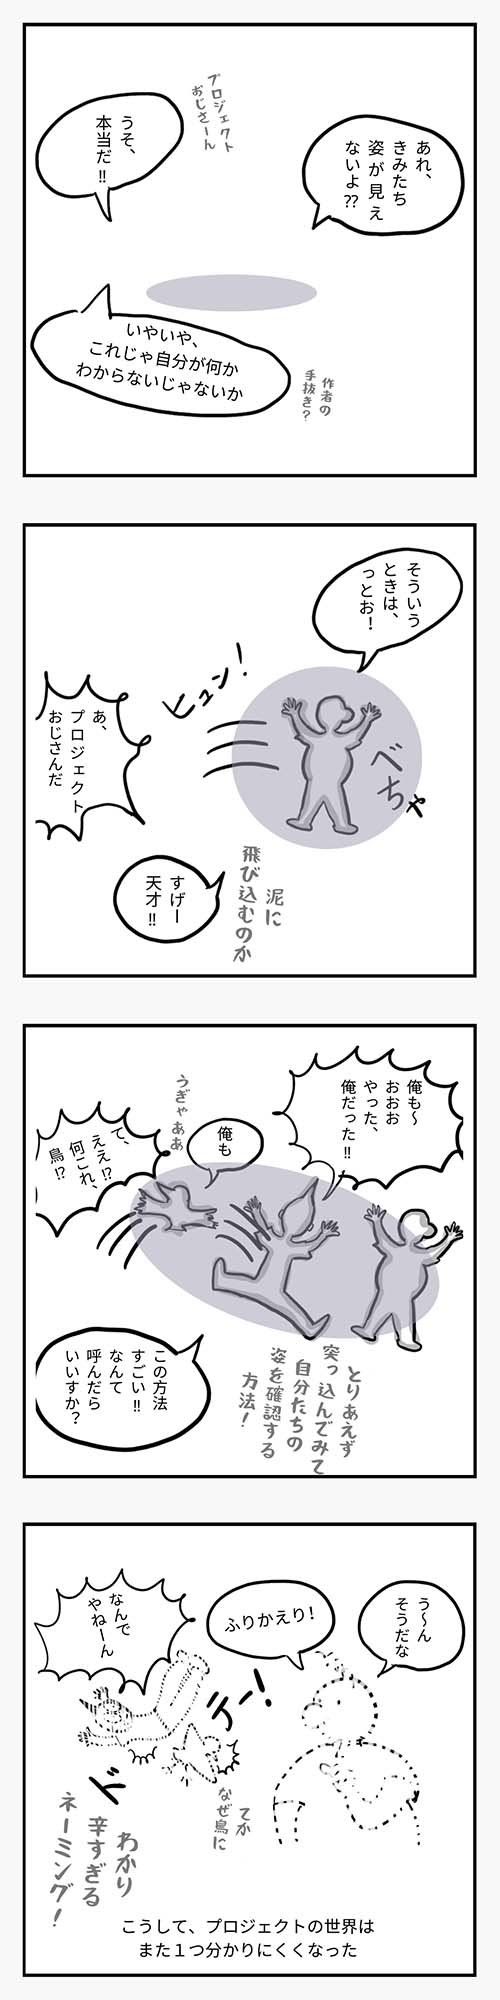 あれ、
きみたち
姿が見え
ないよ⁇
プロジェクト
おじさーん
うそ、
本当だ‼
いやいや、
これじゃ自分が何か
わからないじゃないか
作者の
手抜き？
そういう
ときは、
っとお！
ヒュン！
べちゃ
あ、
プロジェクト
おじさんだ
すげー
天才‼
泥に
飛び込むのか
俺も〜
おおお
やった、
俺だった‼
俺も
うぎゃああ
て、
ええ⁉
何これ、
鳥⁉
この方法
すごい‼
なんて
呼んだら
いいすか？
とりあえず
突っ込んでみて
自分たちの
姿を確認する
方法！
う〜ん
そうだな
ふりかえり！
なんで
やねーん
テー！
ド
てか
なぜ鳥に
わかり
辛すぎる
ネーミング！
こうして、プロジェクトの世界は
また１つ分かりにくくなった